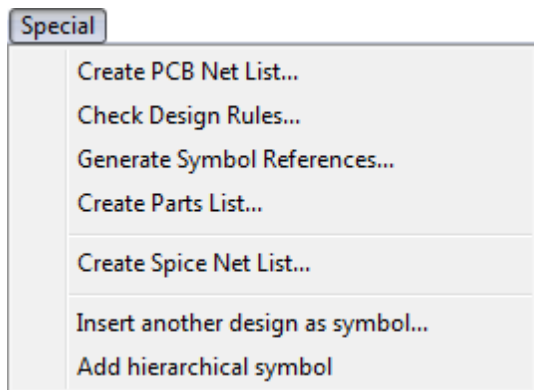 Special
Create PCB Net List...
Check Design Rules...
Generate Symbol References...
Create Parts List...
Create Spice Net List...
Insert another design as symbol...
Add hierarchical symbol